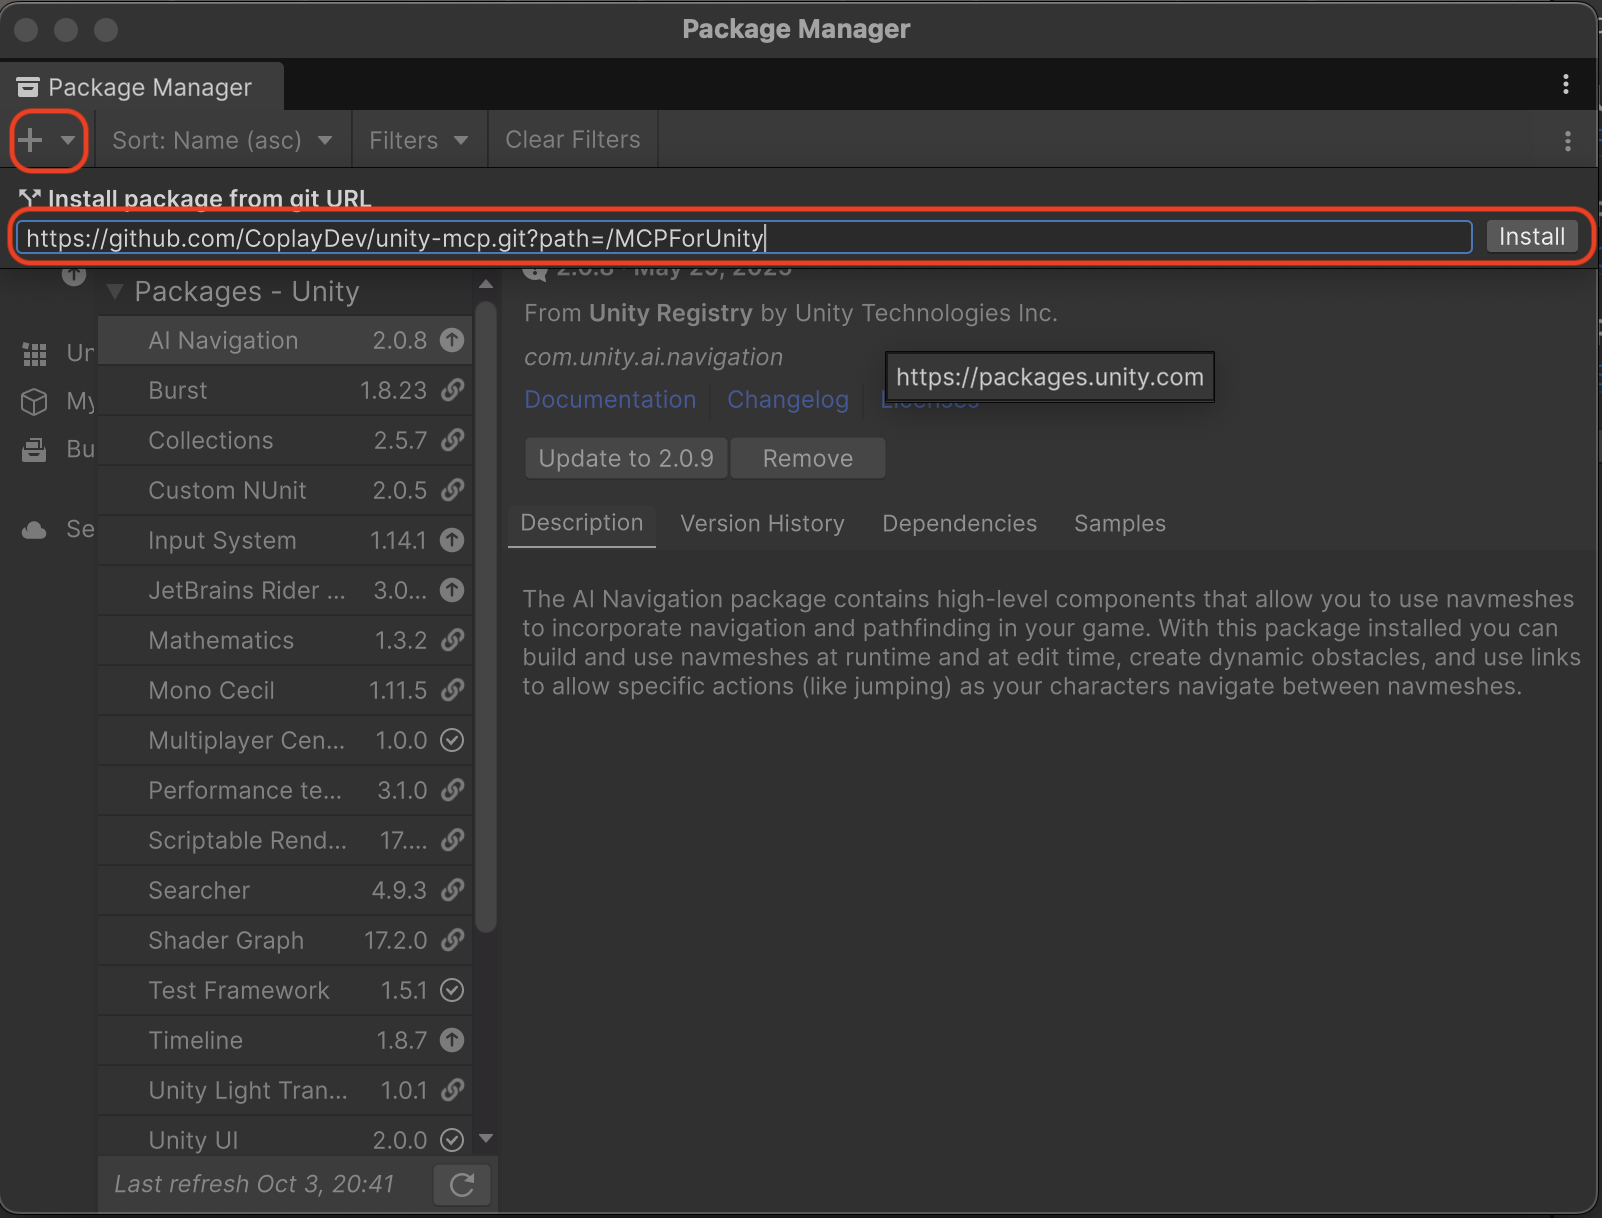 Package Manager
Package Manager
Sort: Name (asc)
Filters
Clear Filters
Install package from git URL
https://github.com/CoplayDev/unity-mcp.git?path=/MCPForUnity
Install
Un
My
Bu
Se
Packages - Unity
AI Navigation 2.0.8
Burst 1.8.23
Collections 2.5.7
Custom NUnit 2.0.5
Input System 1.14.1
JetBrains Rider ... 3.0...
Mathematics 1.3.2
Mono Cecil 1.11.5
Multiplayer Cen... 1.0.0
Performance te... 3.1.0
Scriptable Rend... 17....
Searcher 4.9.3
Shader Graph 17.2.0
Test Framework 1.5.1
Timeline 1.8.7
Unity Light Tran... 1.0.1
Unity UI 2.0.0
Last refresh Oct 3, 20:41
2.0.8 · May 29, 2025
From Unity Registry by Unity Technologies Inc.
com.unity.ai.navigation
https://packages.unity.com
Documentation
Changelog
Licenses
Update to 2.0.9
Remove
Description
Version History
Dependencies
Samples
The AI Navigation package contains high-level components that allow you to use navmeshes
to incorporate navigation and pathfinding in your game. With this package installed you can
build and use navmeshes at runtime and at edit time, create dynamic obstacles, and use links
to allow specific actions (like jumping) as your characters navigate between navmeshes.